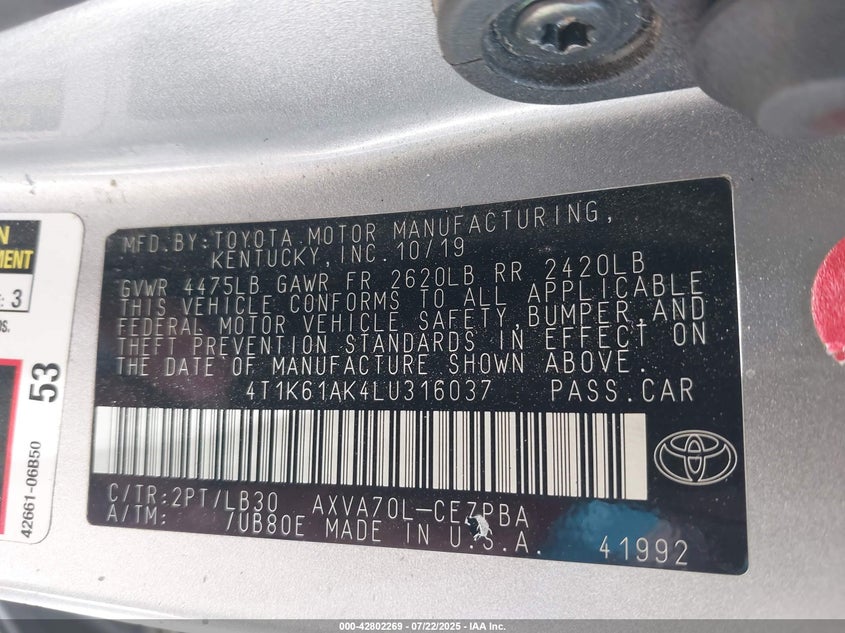 MFD.BY:TOYOTA MOTOR MANUFACTURING,
KENTUCKY, INC. 10/19
GVWR 4475LB GAWR FR 2620LB RR 2420LB
THIS VEHICLE CONFORMS TO ALL APPLICABLE
FEDERAL MOTOR VEHICLE SAFETY, BUMPER, AND
THEFT PREVENTION STANDARDS IN EFFECT ON
THE DATE OF MANUFACTURE SHOWN ABOVE.
4T1K61AK4LU316037 PASS.CAR
C/TR:2PT/LB30 AXVA70L-CEZPBA
A/TM: /UB80E MADE IN U.S.A. 41992
3
53
42661-06B50
000-42802269 | 07/22/2025 - IAA Inc.